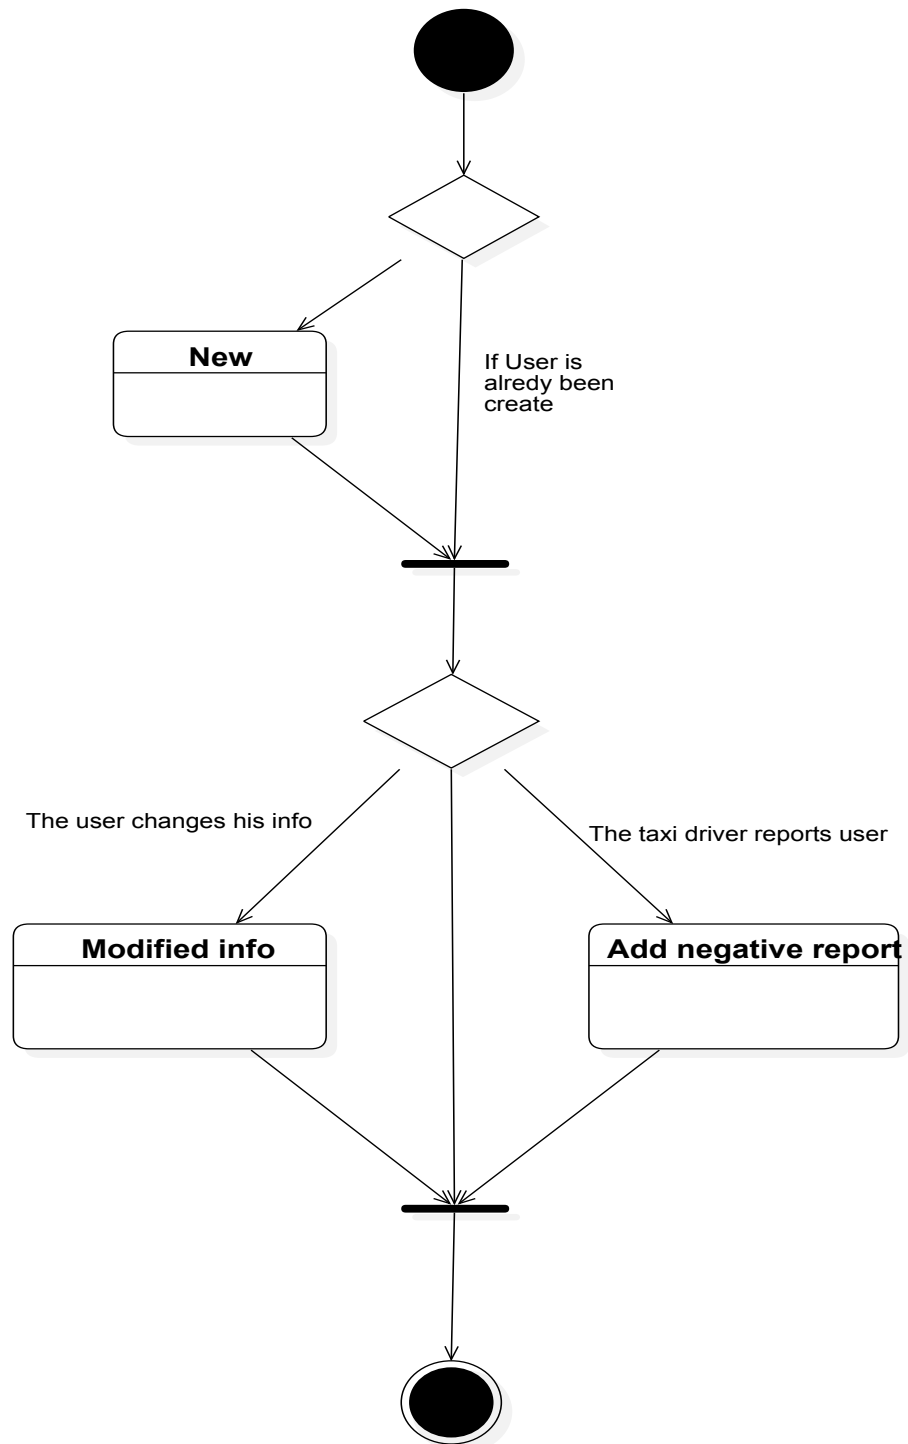 New
If User is
alredy been
create
The user changes his info
The taxi driver reports user
Modified info
Add negative report